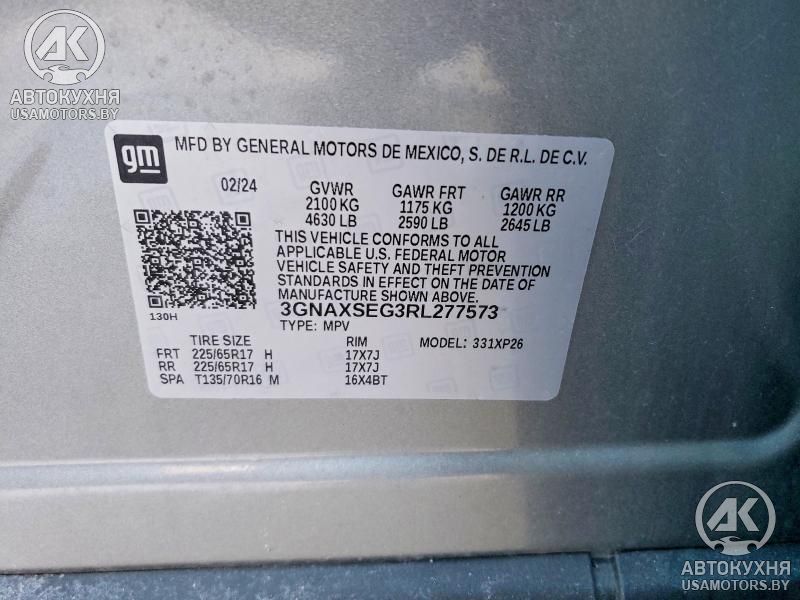 AK
АВТОКУХНЯ
USAMOTORS.BY
gm
MFD BY GENERAL MOTORS DE MEXICO, S. DE R.L. DE C.V.
02/24 GVWR GAWR FRT GAWR RR
2100 KG 1175 KG 1200 KG
4630 LB 2590 LB 2645 LB
THIS VEHICLE CONFORMS TO ALL
APPLICABLE U.S. FEDERAL MOTOR
VEHICLE SAFETY AND THEFT PREVENTION
STANDARDS IN EFFECT ON THE DATE OF
MANUFACTURE SHOWN ABOVE.
130H 3GNAXSEG3RL277573
TYPE: MPV
TIRE SIZE RIM MODEL: 331XP26
FRT 225/65R17 H 17X7J
RR 225/65R17 H 17X7J
SPA T135/70R16 M 16X4BT
AK
АВТОКУХНЯ
USAMOTORS.BY